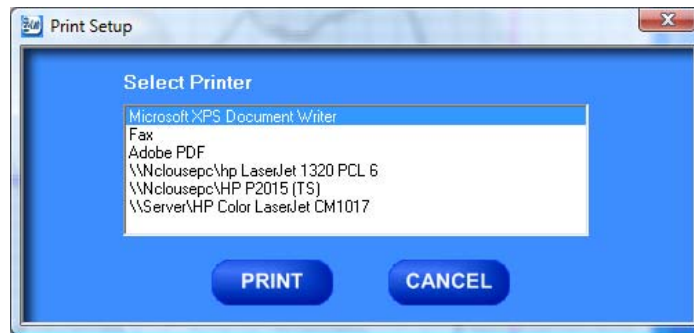 Print Setup
Select Printer
Microsoft XPS Document Writer
Fax
Adobe PDF
\\Nclousepc\hp LaserJet 1320 PCL 6
\\Nclousepc\HP P2015 (TS)
\\Server\HP Color LaserJet CM1017
PRINT CANCEL